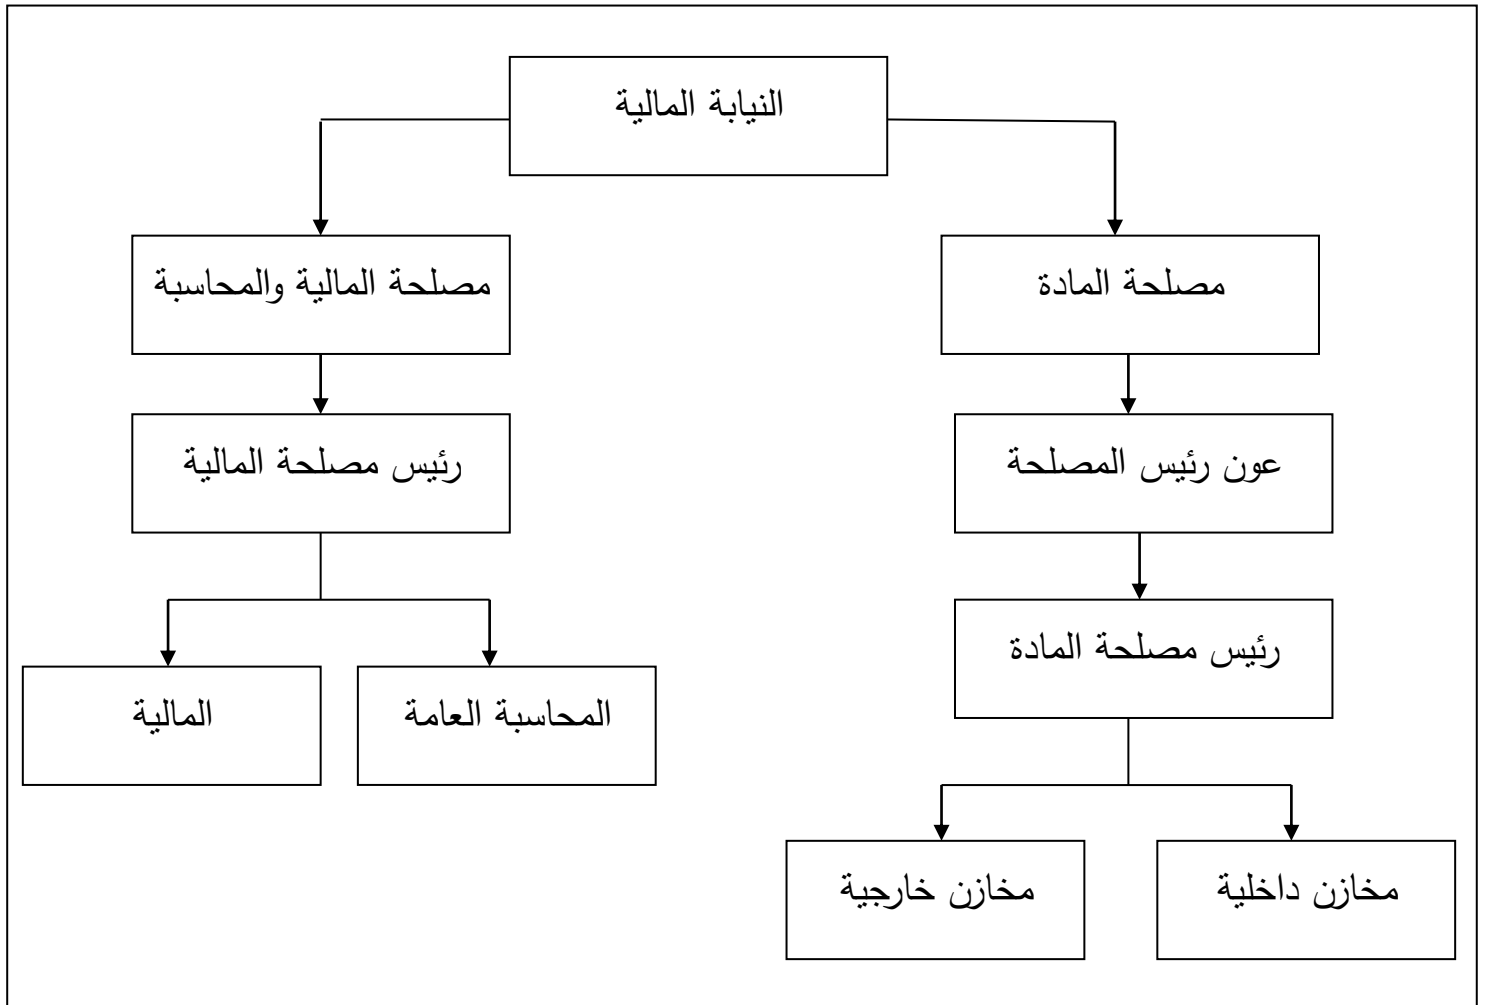 النيابة المالية
مصلحة المادة
مصلحة المالية والمحاسبة
عون رئيس المصلحة
رئيس مصلحة المالية
رئيس مصلحة المادة
المحاسبة العامة
المالية
مخازن داخلية
مخازن خارجية